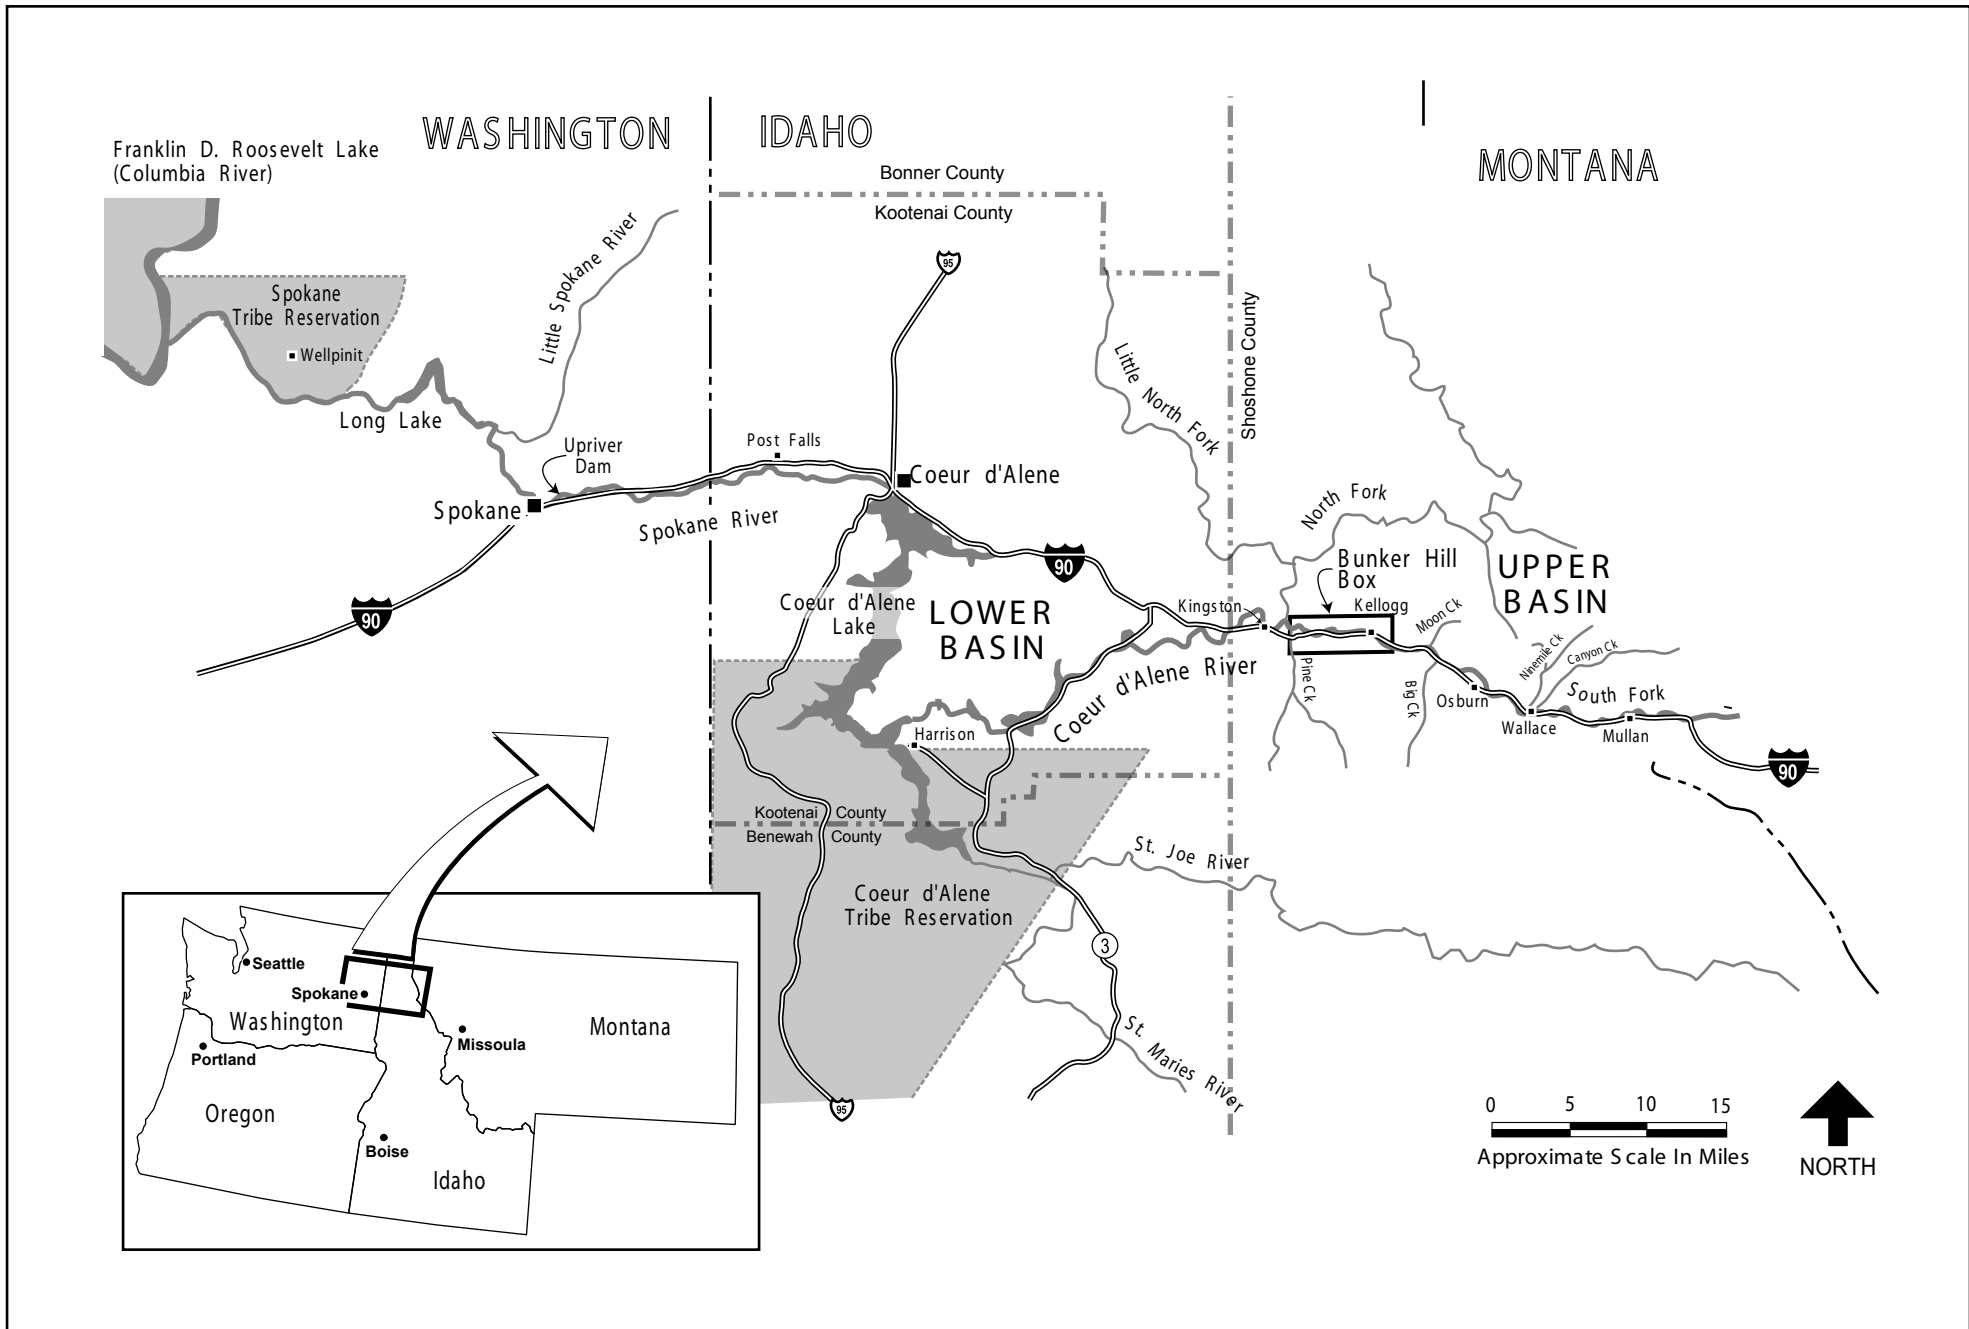 WASHINGTON
IDAHO
MONTANA
Franklin D. Roosevelt Lake
(Columbia River)
Bonner County
Kootenai County
95
Spokane
Tribe Reservation
Wellpinit
Little Spokane River
Long Lake
Upriver
Dam
Post Falls
Coeur d'Alene
Spokane
Spokane River
90
Little North Fork
Shoshone County
North Fork
Bunker Hill
Box
UPPER
BASIN
90
Kingston
Kellogg
Moon Ck
Coeur d'Alene
Lake
LOWER
BASIN
Coeur d'Alene River
Pine Ck
Big Ck
Ninemile Ck
Canyon Ck
Osburn
South Fork
Wallace
Mullan
90
Harrison
Kootenai County
Benewah County
St. Joe River
Coeur d'Alene
Tribe Reservation
3
St. Maries River
95
Seattle
Spokane
Washington
Portland
Missoula
Montana
Oregon
Boise
Idaho
0 5 10 15
Approximate Scale In Miles
NORTH